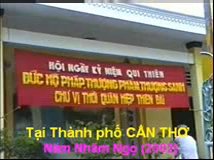 HỘI NGÀY KỶ NIỆM QUI THIÊN
ĐỨC HỘ PHÁP, THƯỢNG PHẨM, THƯỢNG SANH
CHƯ VỊ THỜI QUÂN HIỆP THIÊN ĐÀI
Tại Thành phố CẦN THƠ
Năm Nhâm Ngọ (2002)